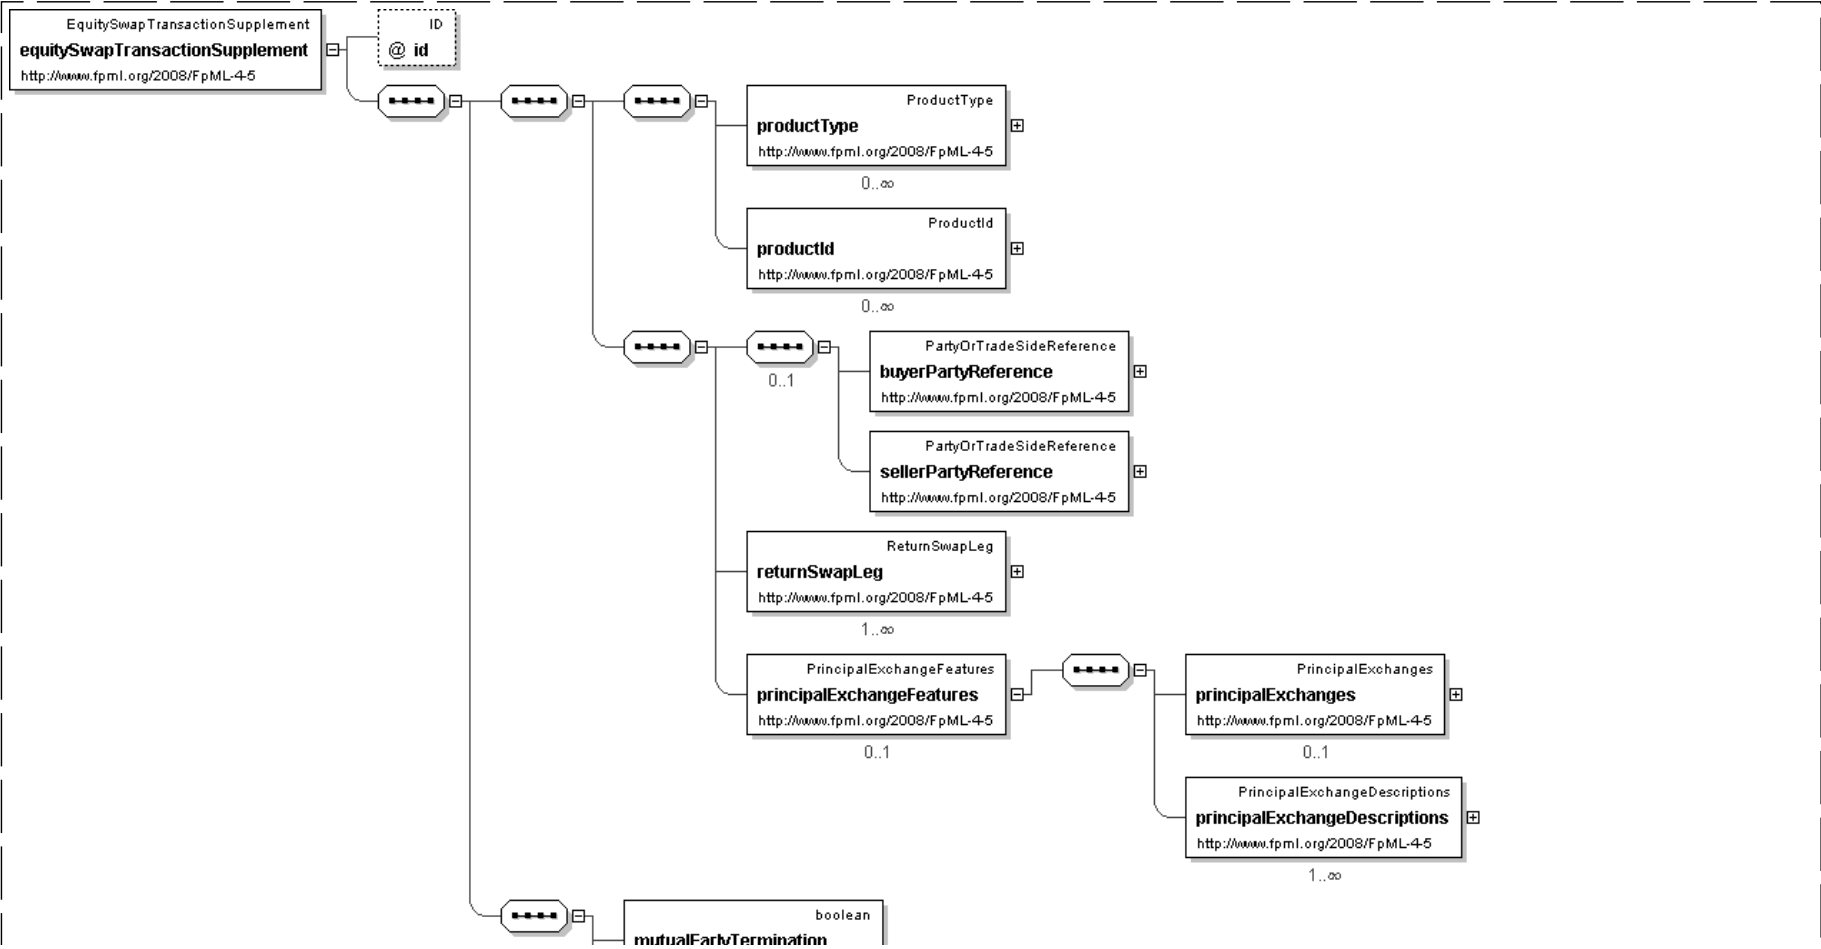 EquitySwapTransactionSupplement
equitySwapTransactionSupplement
http://www.fpml.org/2008/FpML-4-5
ID
@ id
ProductType
productType
http://www.fpml.org/2008/FpML-4-5
0..∞
ProductId
productId
http://www.fpml.org/2008/FpML-4-5
0..∞
PartyOrTradeSideReference
buyerPartyReference
http://www.fpml.org/2008/FpML-4-5
0..1
PartyOrTradeSideReference
sellerPartyReference
http://www.fpml.org/2008/FpML-4-5
ReturnSwapLeg
returnSwapLeg
http://www.fpml.org/2008/FpML-4-5
1..∞
PrincipalExchangeFeatures
principalExchangeFeatures
http://www.fpml.org/2008/FpML-4-5
0..1
PrincipalExchanges
principalExchanges
http://www.fpml.org/2008/FpML-4-5
0..1
PrincipalExchangeDescriptions
principalExchangeDescriptions
http://www.fpml.org/2008/FpML-4-5
1..∞
boolean
mutualEarlyTermination